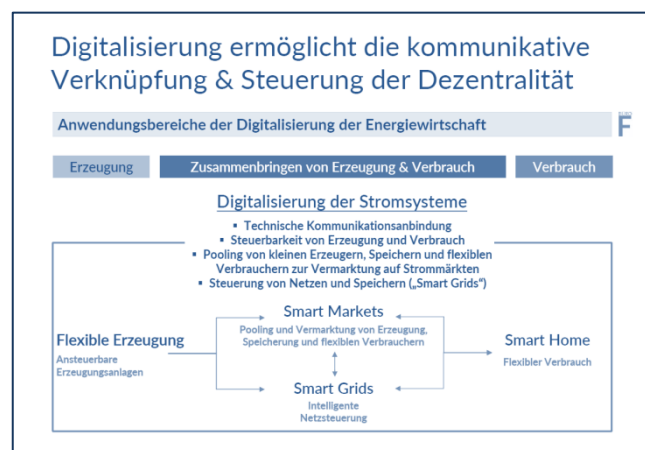 Digitalisierung ermöglicht die kommunikative
Verknüpfung & Steuerung der Dezentralität
Anwendungsbereiche der Digitalisierung der Energiewirtschaft
F
Erzeugung
Zusammenbringen von Erzeugung & Verbrauch
Verbrauch
Digitalisierung der Stromsysteme
▪ Technische Kommunikationsanbindung
▪ Steuerbarkeit von Erzeugung und Verbrauch
▪ Pooling von kleinen Erzeugern, Speichern und flexiblen
Verbrauchern zur Vermarktung auf Strommärkten
▪ Steuerung von Netzen und Speichern („Smart Grids“)
Flexible Erzeugung
Ansteuerbare
Erzeugungsanlagen
Smart Markets
Pooling und Vermarktung von Erzeugung,
Speicherung und flexiblen Verbrauchern
Smart Grids
Intelligente
Netzsteuerung
Smart Home
Flexibler Verbrauch